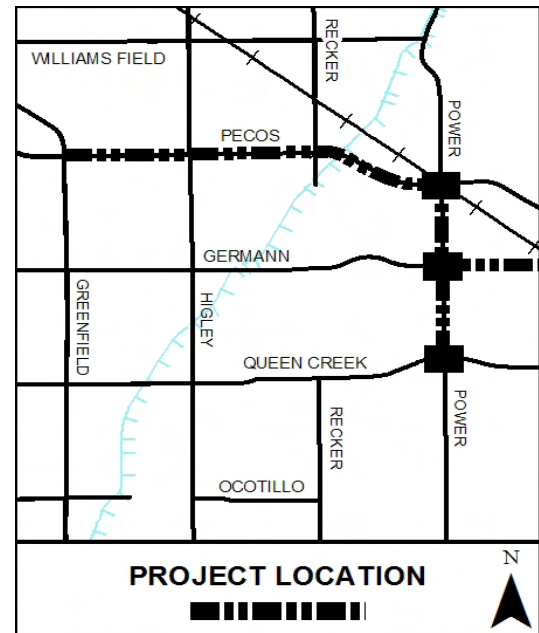 RECKER
WILLIAMS FIELD
POWER
PECOS
GERMANN
GREENFIELD
HIGLEY
QUEEN CREEK
RECKER
POWER
OCOTILLO
N
PROJECT LOCATION